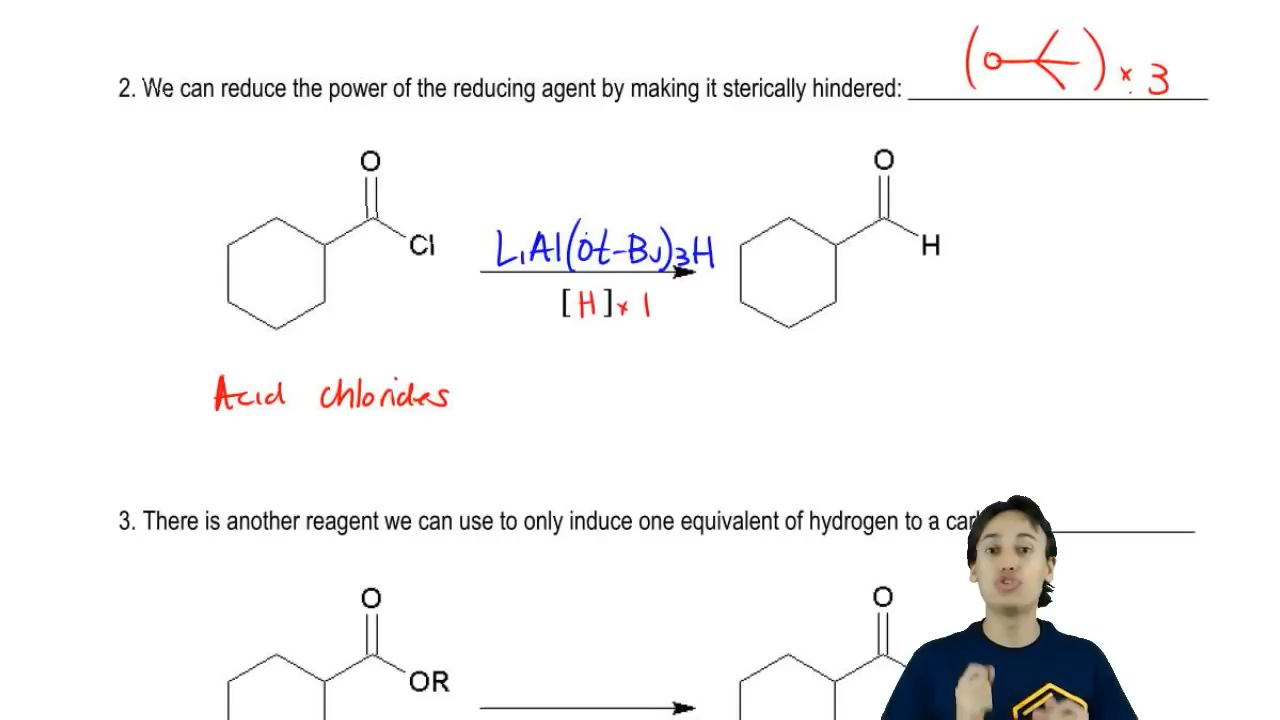 (o ) × 3
2. We can reduce the power of the reducing agent by making it sterically hindered:
O
O
Cl
LiAl(ot-Bu)3H
H
[H] × 1
Acid chlorides
3. There is another reagent we can use to only induce one equivalent of hydrogen to a
O
O
OR